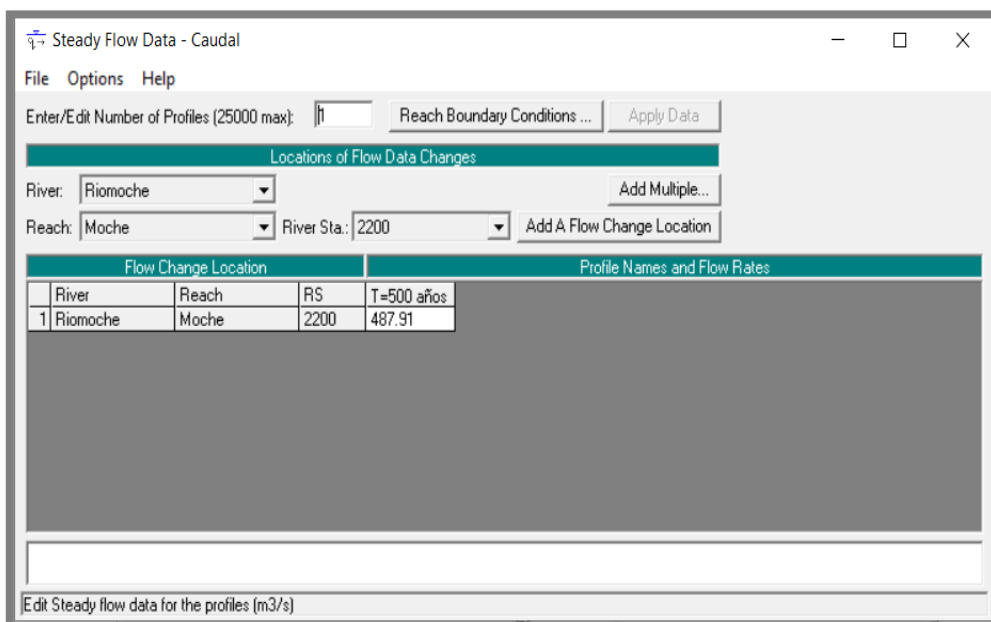 Steady Flow Data - Caudal
File Options Help
Enter/Edit Number of Profiles (25000 max): 1 Reach Boundary Conditions ... Apply Data
Locations of Flow Data Changes
River: Riomoche Add Multiple...
Reach: Moche River Sta.: 2200 Add A Flow Change Location
Flow Change Location Profile Names and Flow Rates
River Reach RS T=500 años
1 Riomoche Moche 2200 487.91
Edit Steady flow data for the profiles (m3/s)